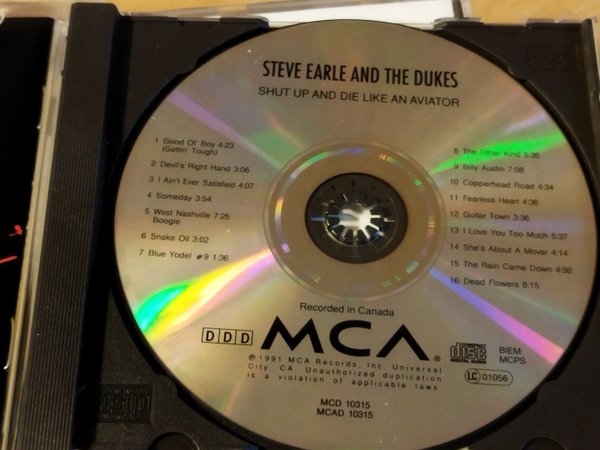 STEVE EARLE AND THE DUKES
SHUT UP AND DIE LIKE AN AVIATOR
1 Good Ol' Boy 4:23
(Gettin' Tough)
2 Devil's Right Hand 3:06
3 I Ain't Ever Satisfied 4:07
4 Someday 3:54
5 West Nashville 7:25
Boogie
6 Snake Oil 3:02
7 Blue Yodel #9 1:36
8 The Other Kind 5:35
9 Billy Austin 7:08
10 Copperhead Road 4:34
11 Fearless Heart 4:36
12 Guitar Town 3:36
13 I Love You Too Much 5:37
14 She's About A Mover 4:14
15 The Rain Came Down 4:50
16 Dead Flowers 8:15
Recorded in Canada
DDD MCA®
COMPACT
disc
DIGITAL AUDIO
BIEM
MCPS
LC 01056
℗ 1991 MCA Records, Inc. Universal
City, CA. Unauthorized duplication
is a violation of applicable laws
MCD 10315
MCAD 10315